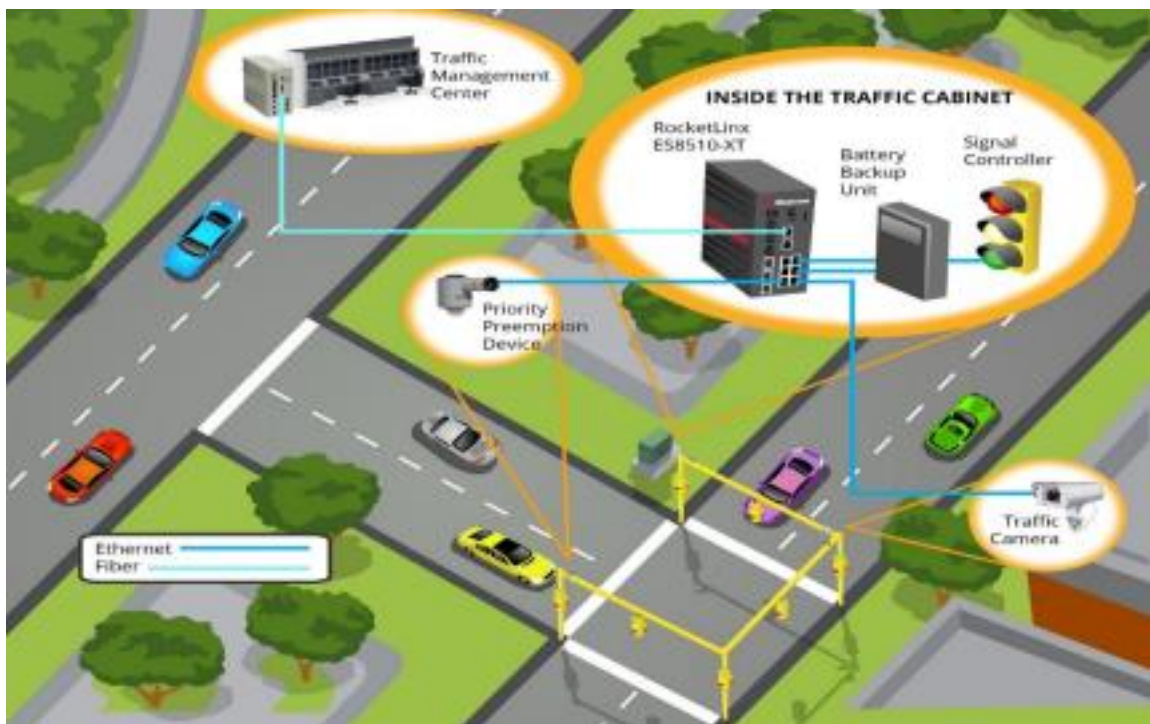 Traffic
Management
Center
INSIDE THE TRAFFIC CABINET
RocketLinx
ES8510-XT
Battery
Backup
Unit
Signal
Controller
Priority
Preemption
Device
Traffic
Camera
Ethernet
Fiber